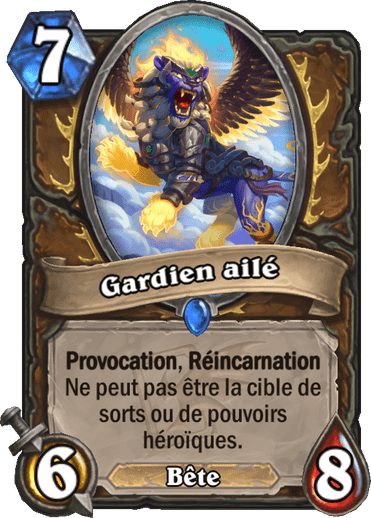 7
Gardien ailé
Provocation, Réincarnation
Ne peut pas être la cible de
sorts ou de pouvoirs
héroïques.
6
Bête
8